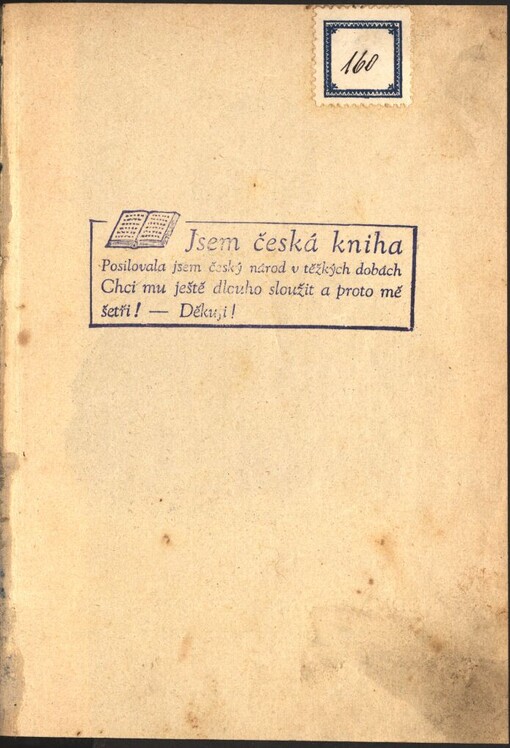 160
Jsem česká kniha
Posilovala jsem český národ v těžkých dobách
Chci mu ještě dlouho sloužit a proto mě
šetři! — Děkuji!